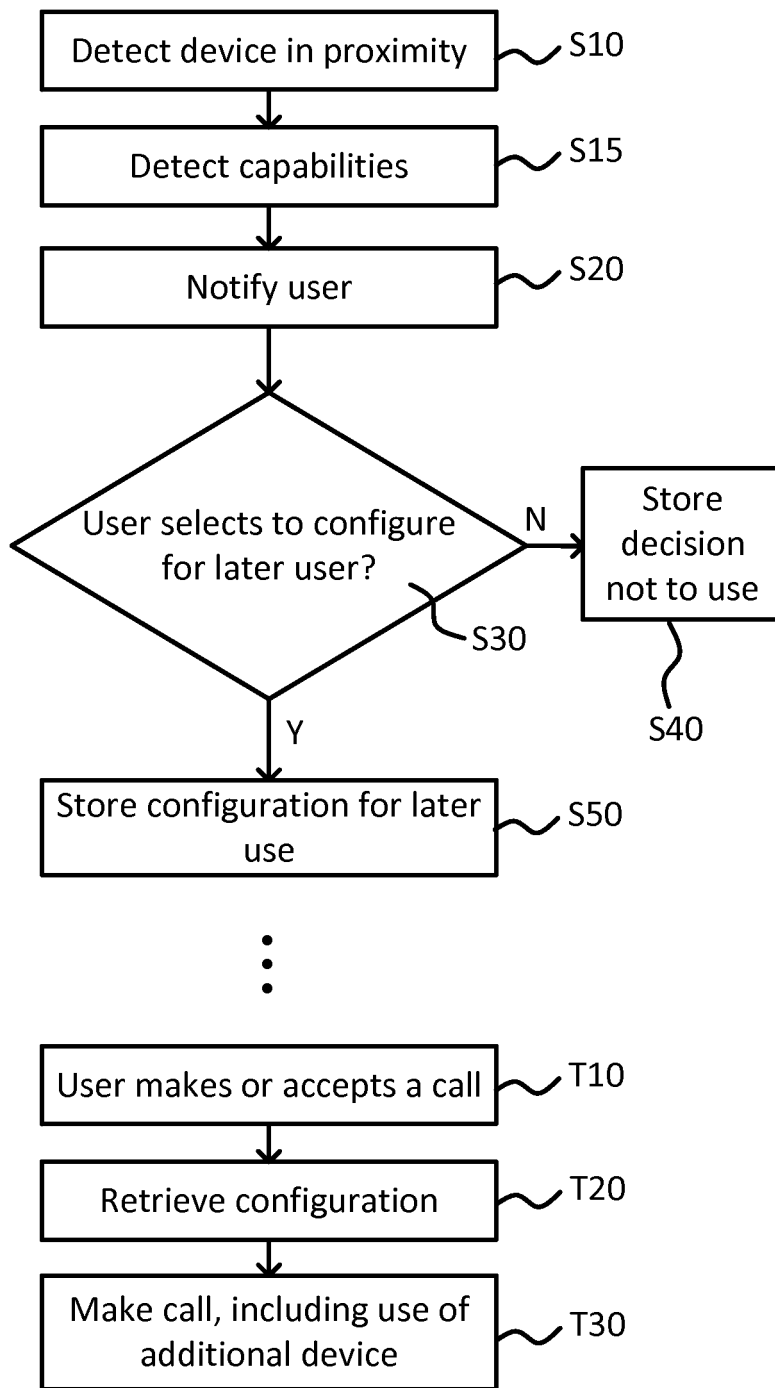 Detect device in proximity
S10
Detect capabilities
S15
Notify user
S20
User selects to configure
for later user?
S30
N
Store
decision
not to use
S40
Y
Store configuration for later
use
S50
User makes or accepts a call
T10
Retrieve configuration
T20
Make call, including use of
additional device
T30